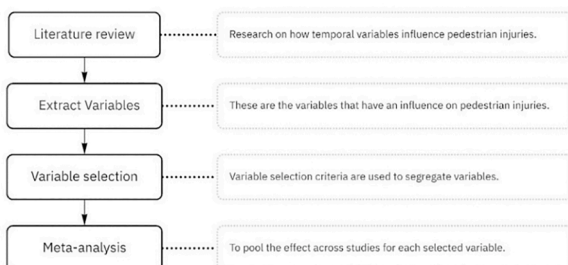 Literature review
Research on how temporal variables influence pedestrian injuries.
Extract Variables
These are the variables that have an influence on pedestrian injuries.
Variable selection
Variable selection criteria are used to segregate variables.
Meta-analysis
To pool the effect across studies for each selected variable.